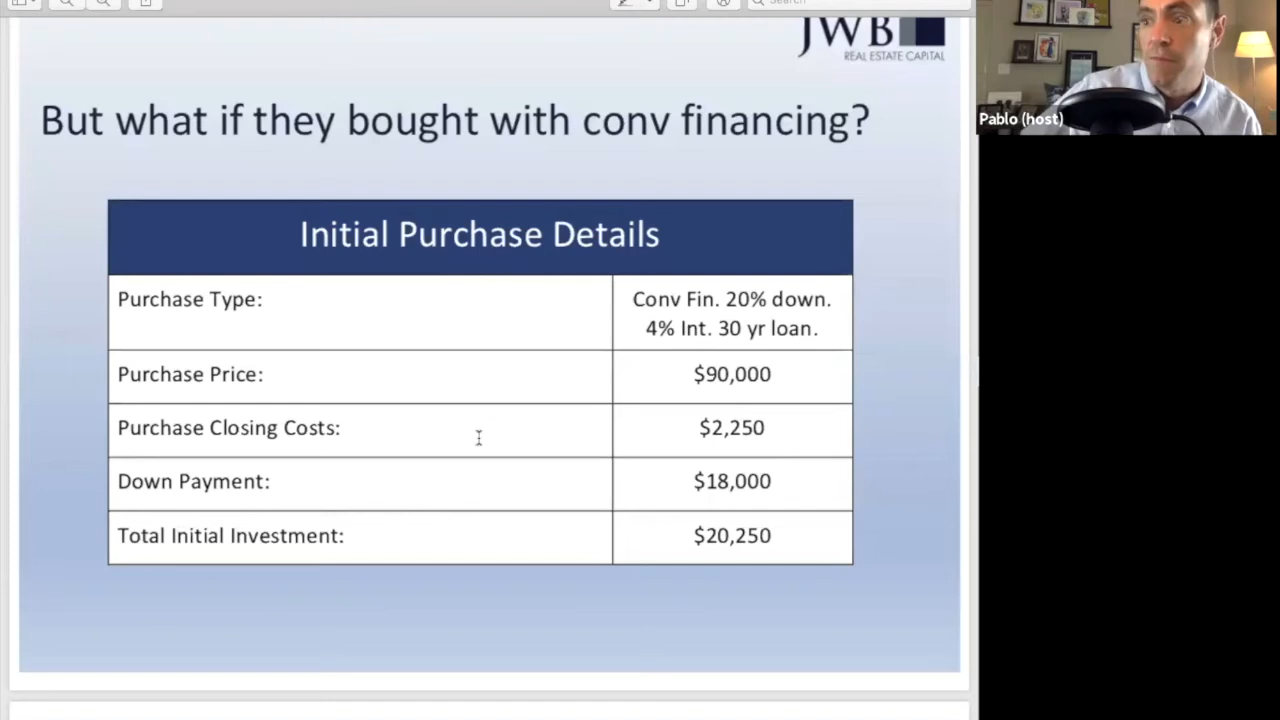 Search
JWB
REAL ESTATE CAPITAL
Pablo (host)
But what if they bought with conv financing?
Initial Purchase Details
Purchase Type:
Conv Fin. 20% down.
4% Int. 30 yr loan.
Purchase Price:
$90,000
Purchase Closing Costs:
$2,250
Down Payment:
$18,000
Total Initial Investment:
$20,250